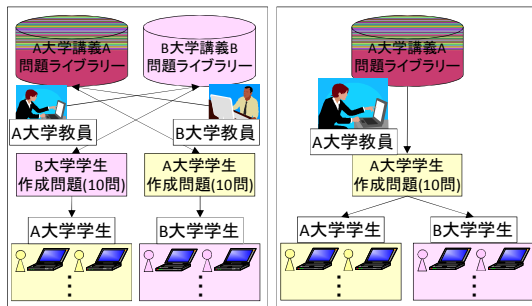 A大学講義A
問題ライブラリー
B大学講義B
問題ライブラリー
A大学教員
B大学教員
B大学学生
作成問題(10問)
A大学学生
作成問題(10問)
A大学学生
B大学学生
A大学講義A
問題ライブラリー
A大学教員
A大学学生
作成問題(10問)
A大学学生
B大学学生